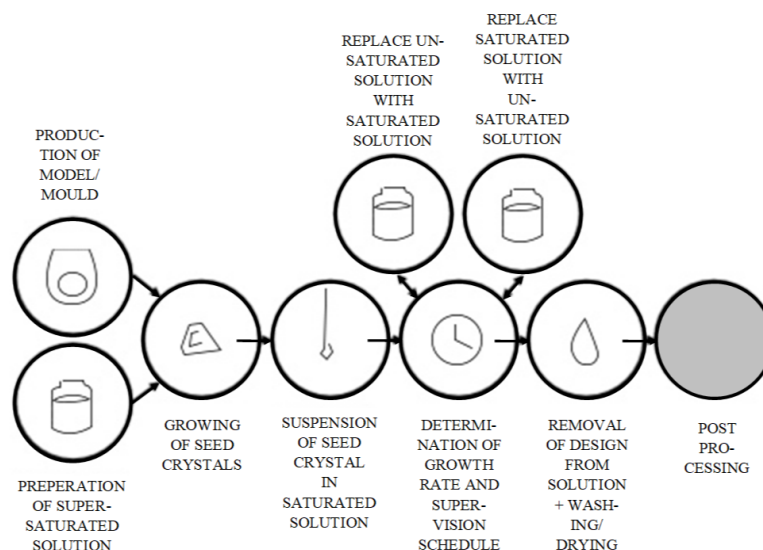 REPLACE UN-
SATURATED
SOLUTION
WITH
SATURATED
SOLUTION
REPLACE
SATURATED
SOLUTION
WITH
UN-
SATURATED
SOLUTION
PRODUC-
TION OF
MODEL/
MOULD
GROWING
OF SEED
CRYSTALS
SUSPENSION
OF SEED
CRYSTAL
IN
SATURATED
SOLUTION
DETERMI-
NATION OF
GROWTH
RATE AND
SUPER-
VISION
SCHEDULE
REMOVAL
OF DESIGN
FROM
SOLUTION
+ WASH-
ING/
DRYING
POST
PRO-
CESSING
PREPERATION
OF SUPER-
SATURATED
SOLUTION